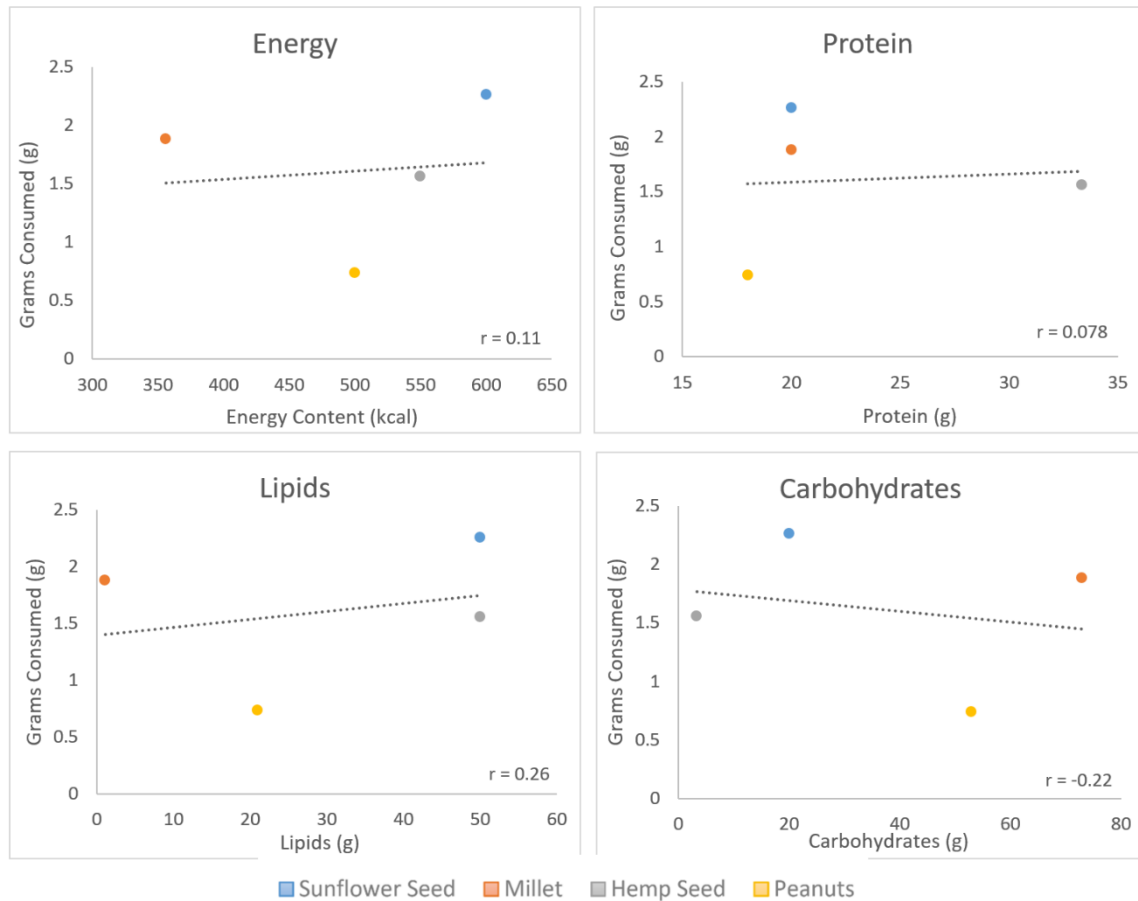 Energy
2.5
2
1.5
1
0.5
0
Grams Consumed (g)
r = 0.11
300 350 400 450 500 550 600 650
Energy Content (kcal)
Protein
2.5
2
1.5
1
0.5
0
Grams Consumed (g)
r = 0.078
15 20 25 30 35
Protein (g)
Lipids
2.5
2
1.5
1
0.5
0
Grams Consumed (g)
r = 0.26
0 10 20 30 40 50 60
Lipids (g)
Carbohydrates
2.5
2
1.5
1
0.5
0
Grams Consumed (g)
r = -0.22
0 20 40 60 80
Carbohydrates (g)
Sunflower Seed Millet Hemp Seed Peanuts